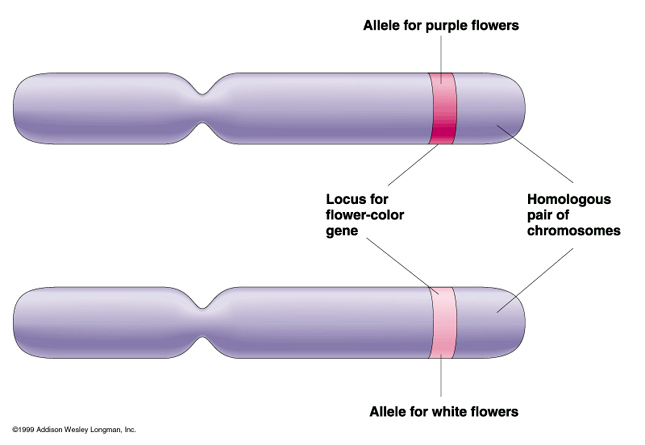 Allele for purple flowers
Locus for
flower-color
gene
Homologous
pair of
chromosomes
Allele for white flowers
©1999 Addison Wesley Longman, Inc.